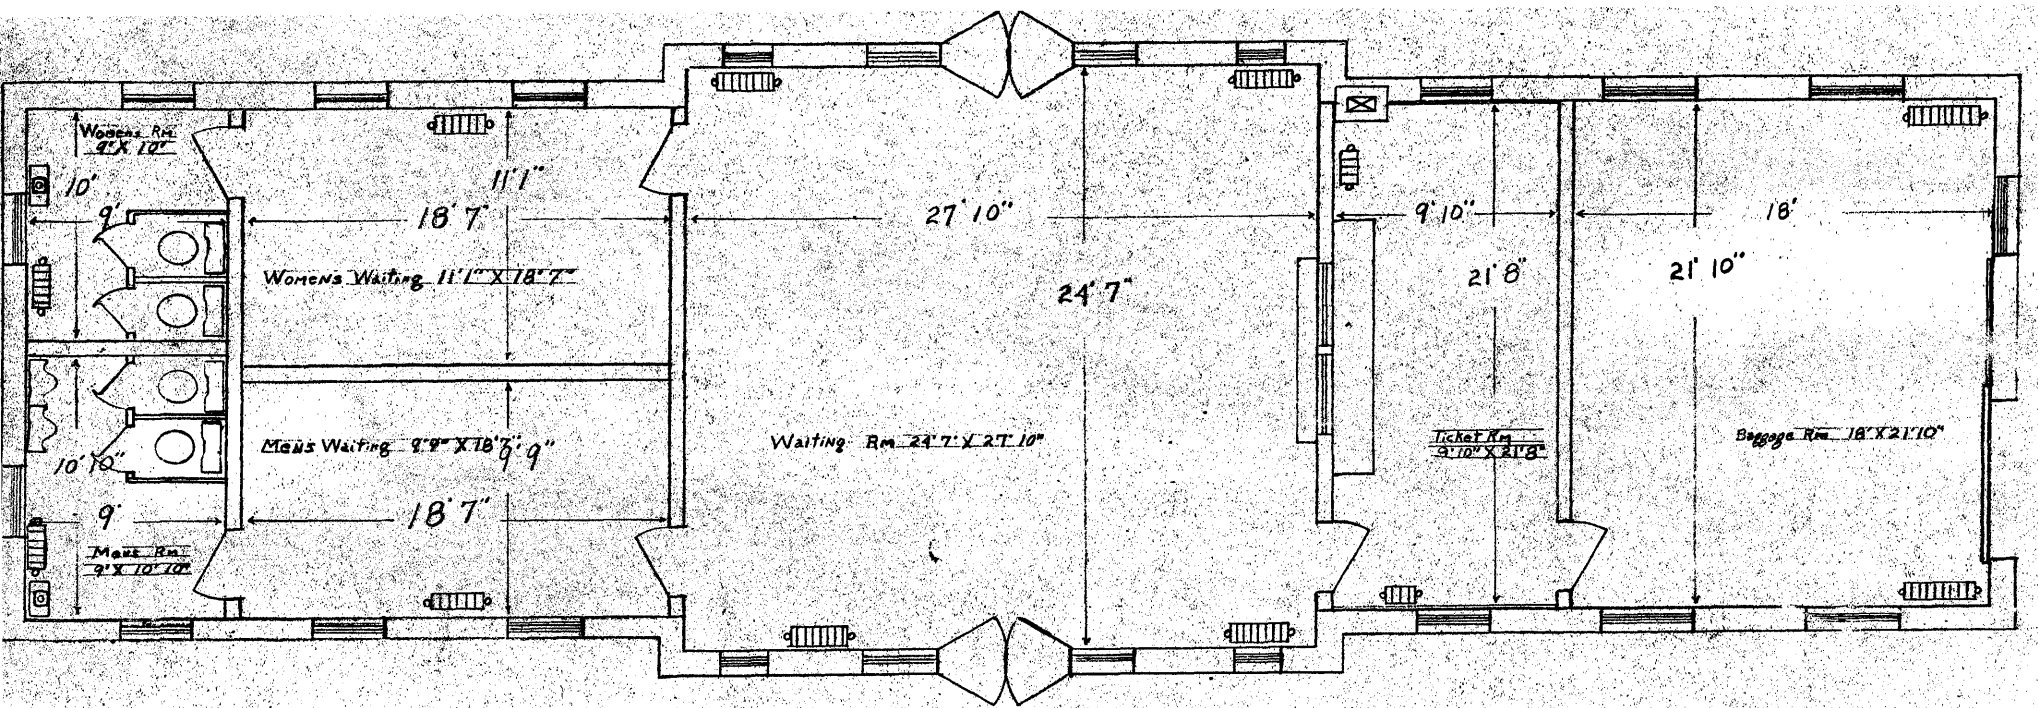 Womens Rm
9' X 10'
10'
9'
11' 1"
18' 7"
Womens Waiting 11' 1" X 18' 7"
27' 10"
24' 7"
9' 10"
21' 8"
18'
21' 10"
Mens Waiting 9' 9" X 18' 7"
9' 9"
18' 7"
10' 10"
9'
Mens Rm
9' X 10' 10"
Waiting Rm 24' 7" X 27' 10"
Ticket Rm
9' 10" X 21' 8"
Baggage Rm 18' X 21' 10"